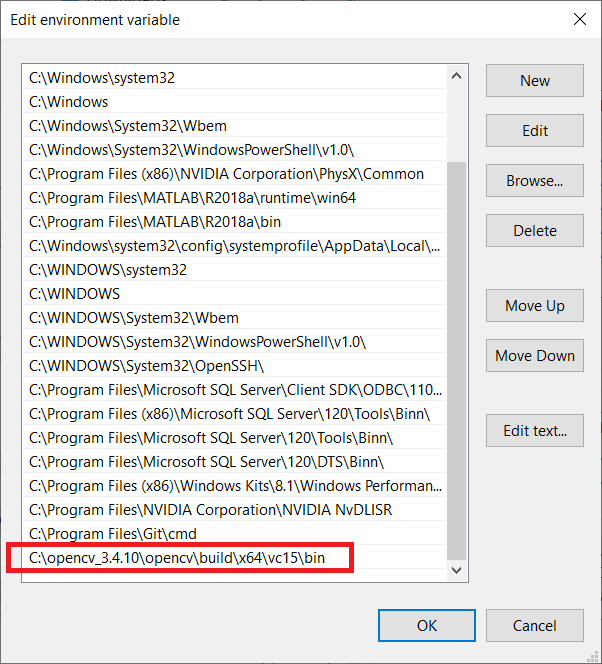 Edit environment variable
C:\Windows\system32
C:\Windows
C:\Windows\System32\Wbem
C:\Windows\System32\WindowsPowerShell\v1.0\
C:\Program Files (x86)\NVIDIA Corporation\PhysX\Common
C:\Program Files\MATLAB\R2018a\runtime\win64
C:\Program Files\MATLAB\R2018a\bin
C:\Windows\system32\config\systemprofile\AppData\Local\...
C:\WINDOWS\system32
C:\WINDOWS
C:\WINDOWS\System32\Wbem
C:\WINDOWS\System32\WindowsPowerShell\v1.0\
C:\WINDOWS\System32\OpenSSH\
C:\Program Files\Microsoft SQL Server\Client SDK\ODBC\110...
C:\Program Files (x86)\Microsoft SQL Server\120\Tools\Binn\
C:\Program Files\Microsoft SQL Server\120\Tools\Binn\
C:\Program Files\Microsoft SQL Server\120\DTS\Binn\
C:\Program Files (x86)\Windows Kits\8.1\Windows Performan...
C:\Program Files\NVIDIA Corporation\NVIDIA NvDLISR
C:\Program Files\Git\cmd
C:\opencv_3.4.10\opencv\build\x64\vc15\bin
New
Edit
Browse...
Delete
Move Up
Move Down
Edit text...
OK
Cancel